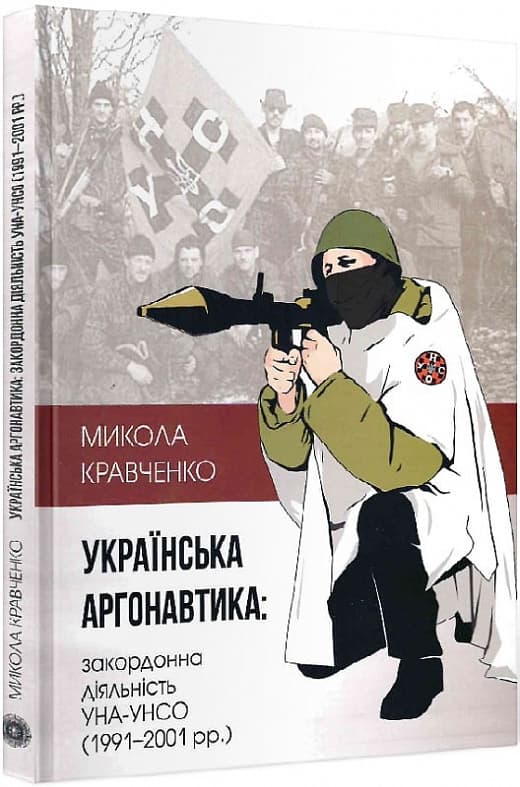 МИКОЛА КРАВЧЕНКО УКРАЇНСЬКА АРГОНАВТИКА: ЗАКОРДОННА ДІЯЛЬНІСТЬ УНА-УНСО (1991–2001 РР.)
У Н С О
У Н С О
МИКОЛА
КРАВЧЕНКО
УКРАЇНСЬКА
АРГОНАВТИКА:
закордонна
діяльність
УНА-УНСО
(1991–2001 рр.)